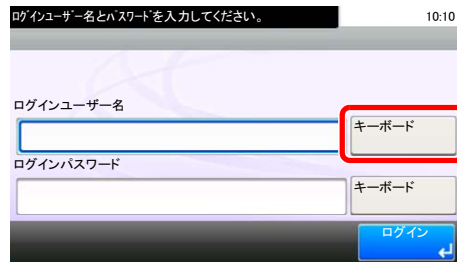 ﾛｸﾞｲﾝﾕｰｻﾞｰ名とﾊﾟｽﾜｰﾄﾞを入力してください。 10:10
ログインユーザー名
キーボード
ログインパスワード
キーボード
ログイン